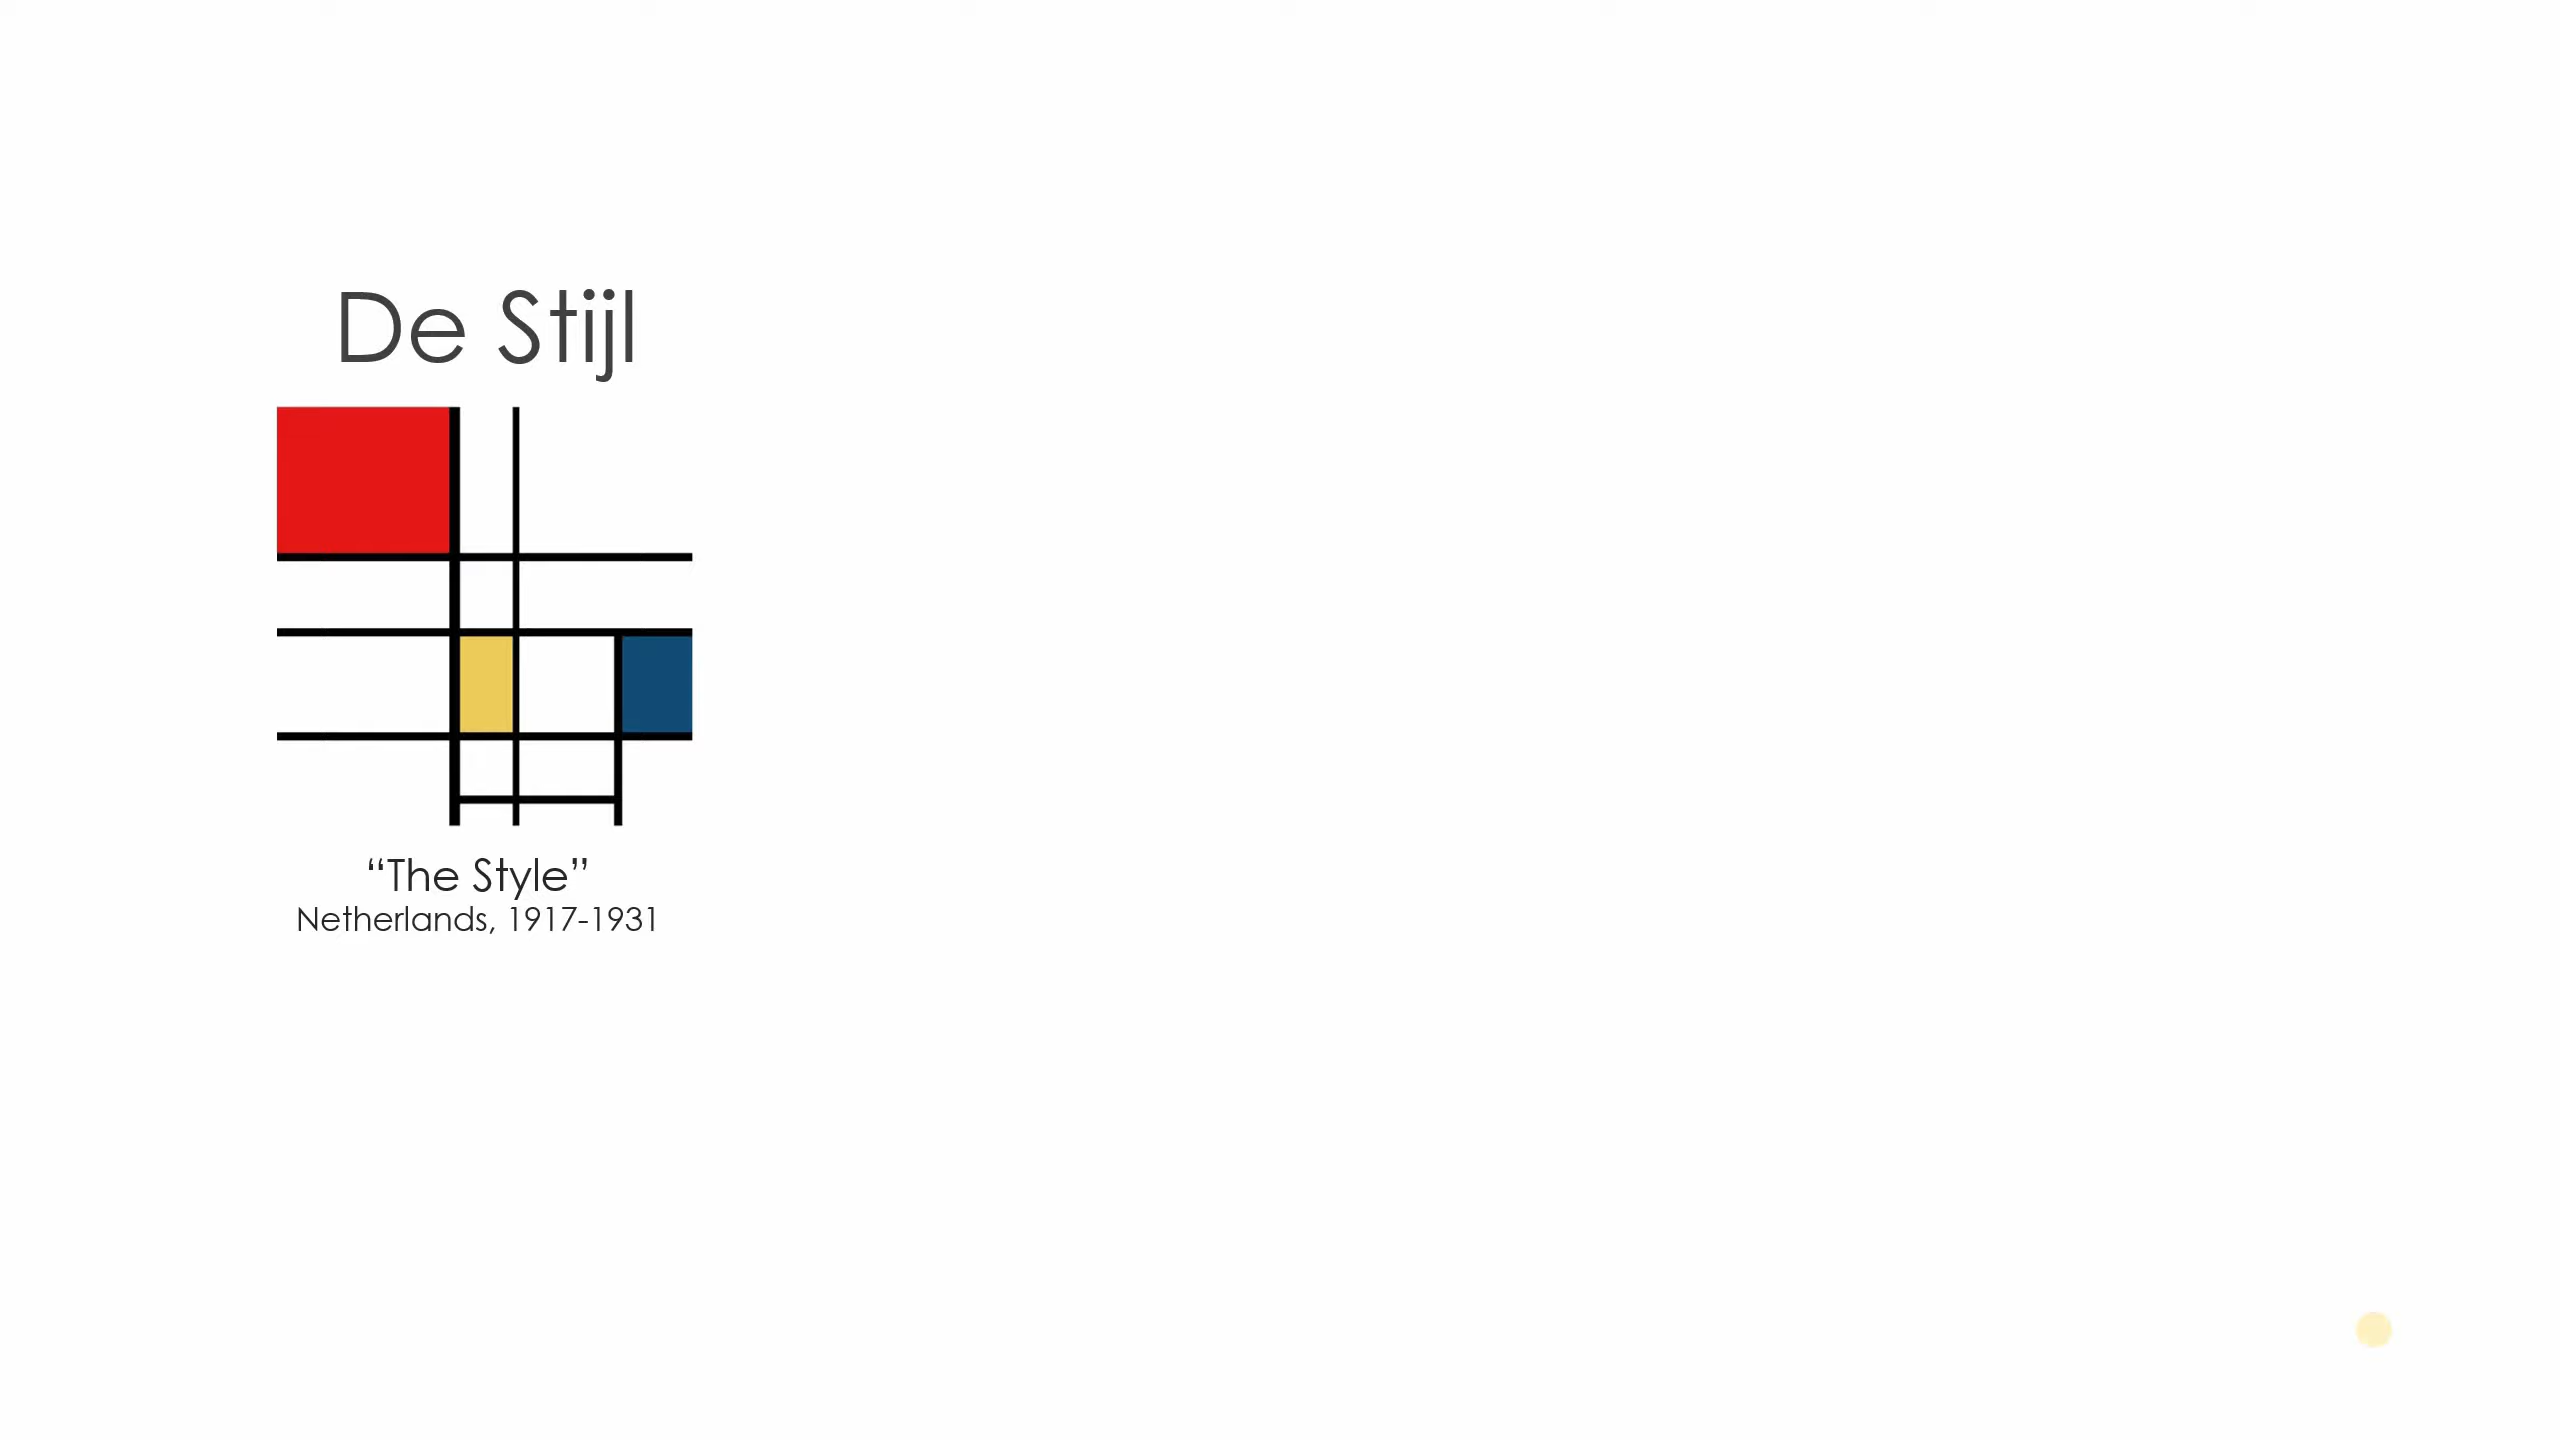 De Stijl
“The Style”
Netherlands, 1917-1931